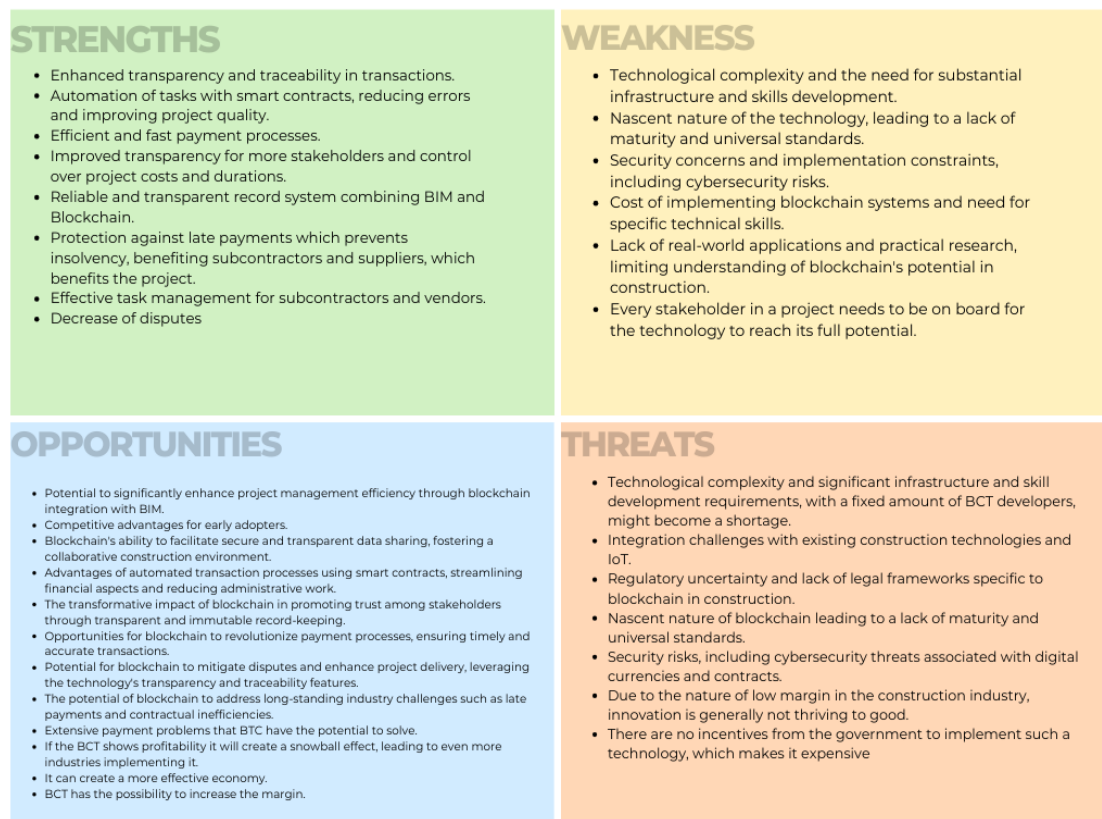 STRENGTHS
• Enhanced transparency and traceability in transactions.
• Automation of tasks with smart contracts, reducing errors
and improving project quality.
• Efficient and fast payment processes.
• Improved transparency for more stakeholders and control
over project costs and durations.
• Reliable and transparent record system combining BIM and
Blockchain.
• Protection against late payments which prevents
insolvency, benefiting subcontractors and suppliers, which
benefits the project.
• Effective task management for subcontractors and vendors.
• Decrease of disputes
WEAKNESS
• Technological complexity and the need for substantial
infrastructure and skills development.
• Nascent nature of the technology, leading to a lack of
maturity and universal standards.
• Security concerns and implementation constraints,
including cybersecurity risks.
• Cost of implementing blockchain systems and need for
specific technical skills.
• Lack of real-world applications and practical research,
limiting understanding of blockchain's potential in
construction.
• Every stakeholder in a project needs to be on board for
the technology to reach its full potential.
OPPORTUNITIES
• Potential to significantly enhance project management efficiency through blockchain
integration with BIM.
• Competitive advantages for early adopters.
• Blockchain's ability to facilitate secure and transparent data sharing, fostering a
collaborative construction environment.
• Advantages of automated transaction processes using smart contracts, streamlining
financial aspects and reducing administrative work.
• The transformative impact of blockchain in promoting trust among stakeholders
through transparent and immutable record-keeping.
• Opportunities for blockchain to revolutionize payment processes, ensuring timely and
accurate transactions.
• Potential for blockchain to mitigate disputes and enhance project delivery, leveraging
the technology's transparency and traceability features.
• The potential of blockchain to address long-standing industry challenges such as late
payments and contractual inefficiencies.
• Extensive payment problems that BTC have the potential to solve.
• If the BCT shows profitability it will create a snowball effect, leading to even more
industries implementing it.
• It can create a more effective economy.
• BCT has the possibility to increase the margin.
THREATS
• Technological complexity and significant infrastructure and skill
development requirements, with a fixed amount of BCT developers,
might become a shortage.
• Integration challenges with existing construction technologies and
IoT.
• Regulatory uncertainty and lack of legal frameworks specific to
blockchain in construction.
• Nascent nature of blockchain leading to a lack of maturity and
universal standards.
• Security risks, including cybersecurity threats associated with digital
currencies and contracts.
• Due to the nature of low margin in the construction industry,
innovation is generally not thriving to good.
• There are no incentives from the government to implement such a
technology, which makes it expensive